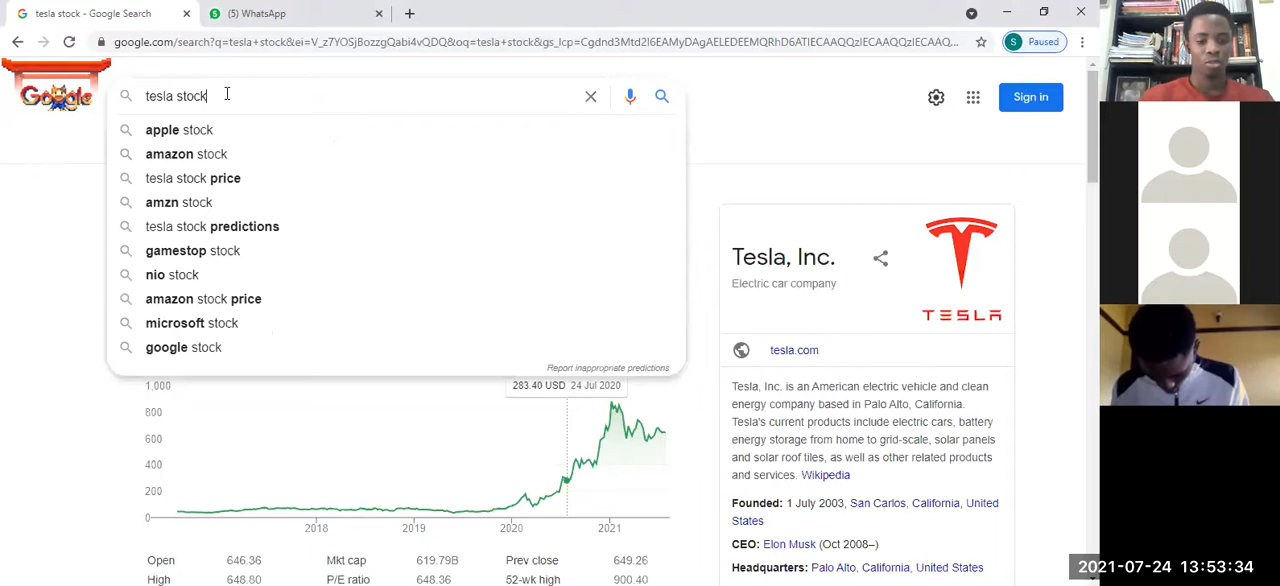 tesla stock - Google Search
(5) WhatsApp
google.com/search?q=tesla+stock&ei=V_z7YOSjBozzgQabi4vQDQ&oq=tesla+stock&gs_lcp=Cgdnd3Mtd2l6EAMyDAgAELEDEEMQRhD6ATIECAAQQzIECAAQQzIECAAQ...
S Paused
Google
tesla stock
Sign in
apple stock
amazon stock
tesla stock price
amzn stock
tesla stock predictions
gamestop stock
nio stock
amazon stock price
microsoft stock
google stock
Report inappropriate predictions
283.40 USD 24 Jul 2020
1,000
800
600
400
200
0
2018 2019 2020 2021
Open 646.36 Mkt cap 619.79B Prev close 649.26
High 648.80 P/E ratio 648.36 52-wk high 900.40
Tesla, Inc.
Electric car company
TESLA
tesla.com
Tesla, Inc. is an American electric vehicle and clean
energy company based in Palo Alto, California.
Tesla's current products include electric cars, battery
energy storage from home to grid-scale, solar panels
and solar roof tiles, as well as other related products
and services. Wikipedia
Founded: 1 July 2003, San Carlos, California, United
States
CEO: Elon Musk (Oct 2008–)
Headquarters: Palo Alto, California, United States
2021-07-24 13:53:34